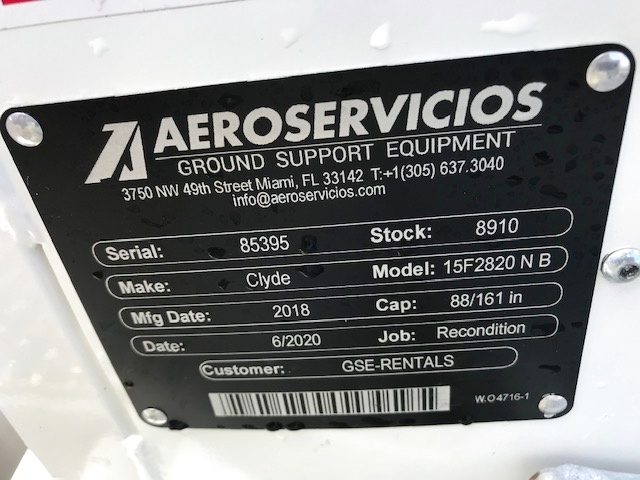 AEROSERVICIOS
GROUND SUPPORT EQUIPMENT
3750 NW 49th Street Miami, FL 33142 T:+1(305) 637.3040
info@aeroservicios.com
Serial: 85395 Stock: 8910
Make: Clyde Model: 15F2820 N B
Mfg Date: 2018 Cap: 88/161 in
Date: 6/2020 Job: Recondition
Customer: GSE-RENTALS
W.O4716-1